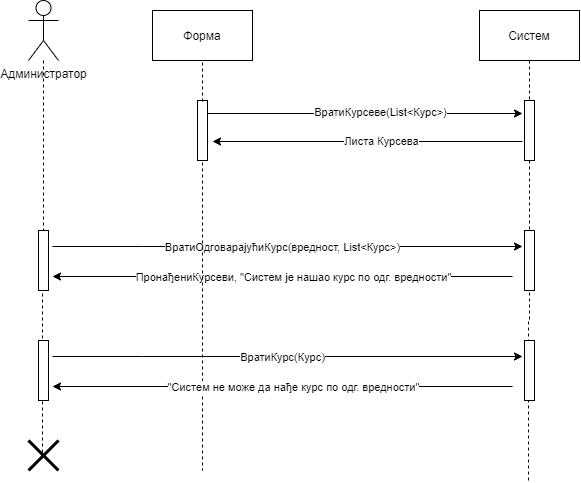 Форма
Систем
Администратор
ВратиКурсеве(List<Курс>)
Листа Курсева
ВратиОдговарајућиКурс(вредност, List<Курс>)
ПронађениКурсеви, "Систем је нашао курс по одг. вредности"
ВратиКурс(Курс)
"Систем не може да нађе курс по одг. вредности"